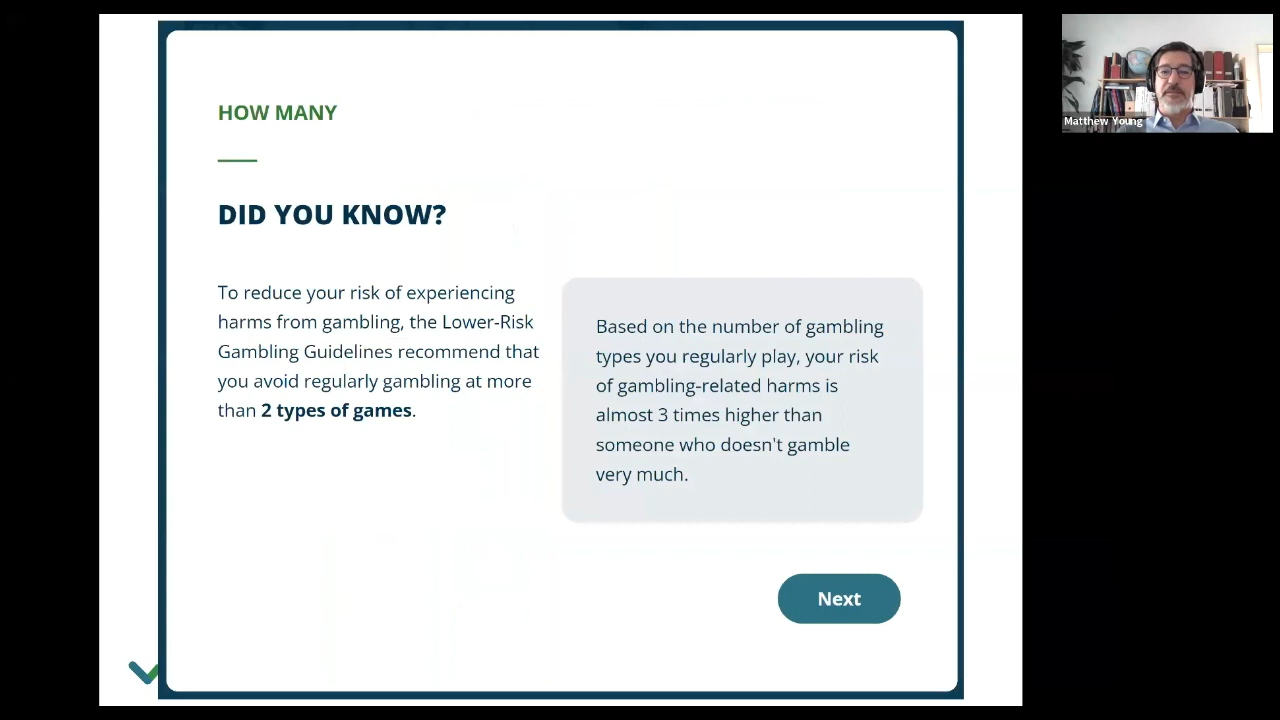 HOW MANY
DID YOU KNOW?
To reduce your risk of experiencing
harms from gambling, the Lower-Risk
Gambling Guidelines recommend that
you avoid regularly gambling at more
than 2 types of games.
Based on the number of gambling
types you regularly play, your risk
of gambling-related harms is
almost 3 times higher than
someone who doesn't gamble
very much.
Next
Matthew Young